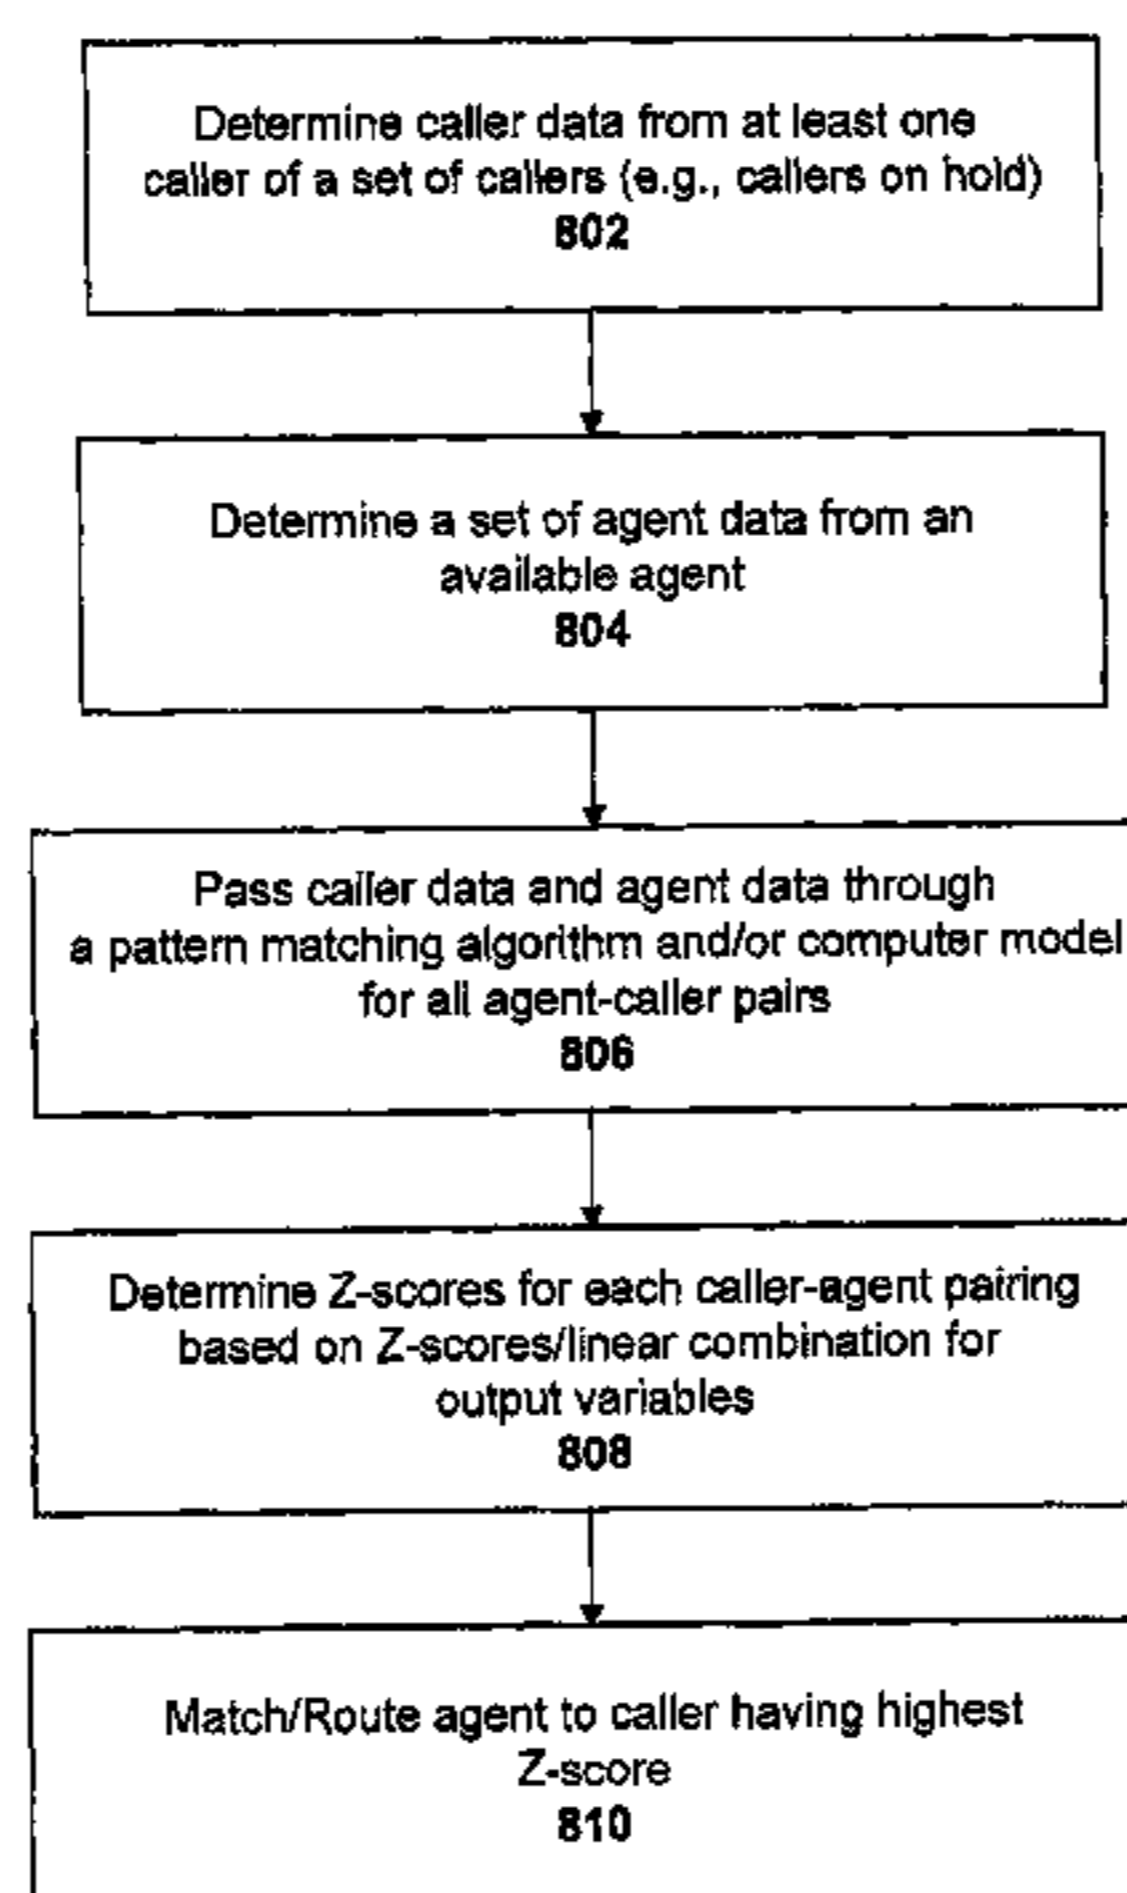 Determine caller data from at least one
caller of a set of callers (e.g., callers on hold)
802
Determine a set of agent data from an
available agent
804
Pass caller data and agent data through
a pattern matching algorithm and/or computer model
for all agent-caller pairs
806
Determine Z-scores for each caller-agent pairing
based on Z-scores/linear combination for
output variables
808
Match/Route agent to caller having highest
Z-score
810